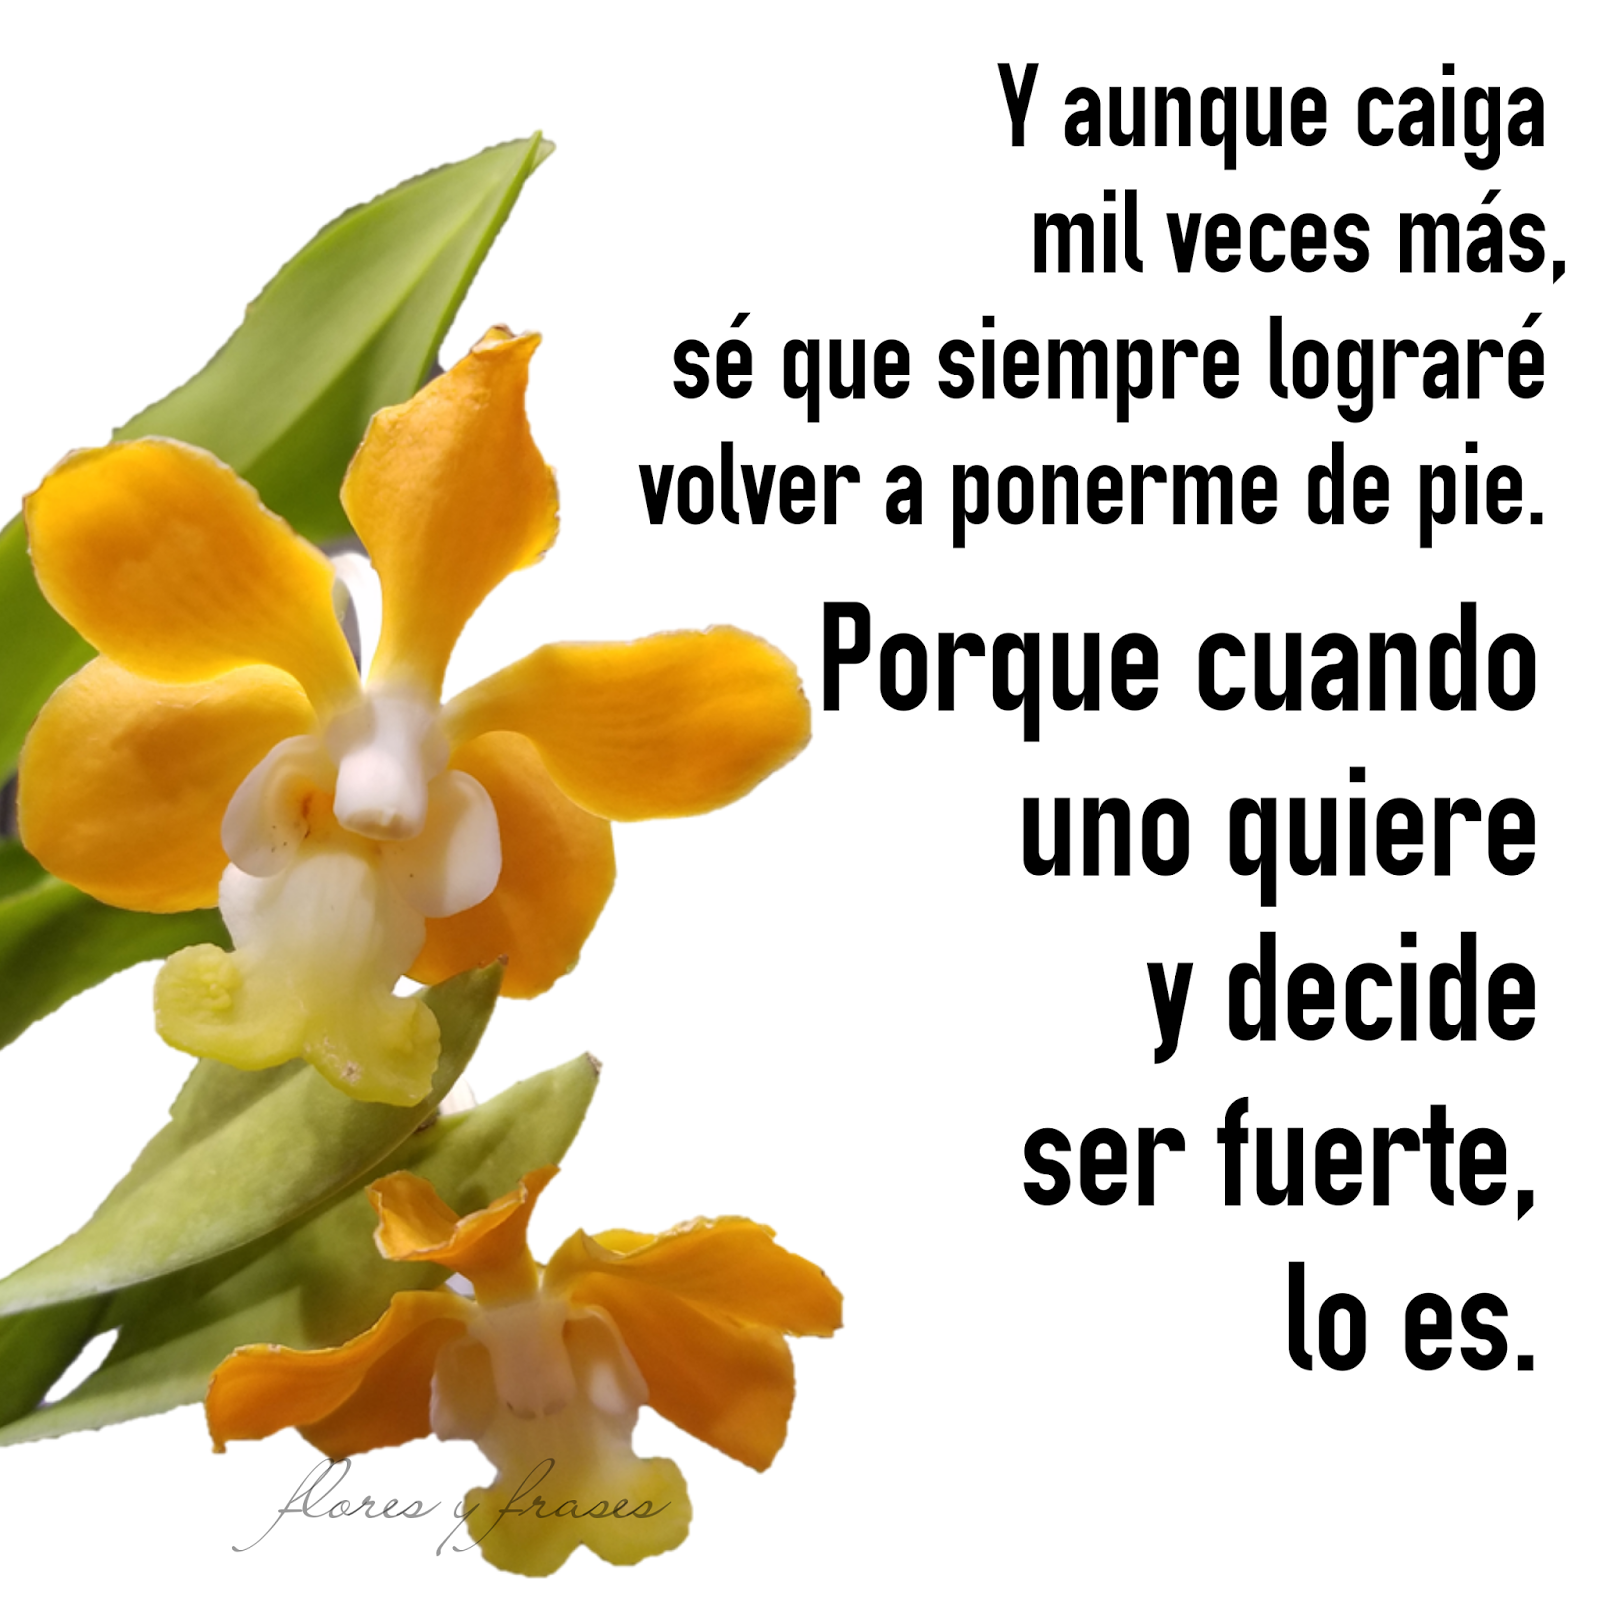 Y aunque caiga
mil veces más,
sé que siempre lograré
volver a ponerme de pie.
Porque cuando
uno quiere
y decide
ser fuerte,
lo es.
flores y frases